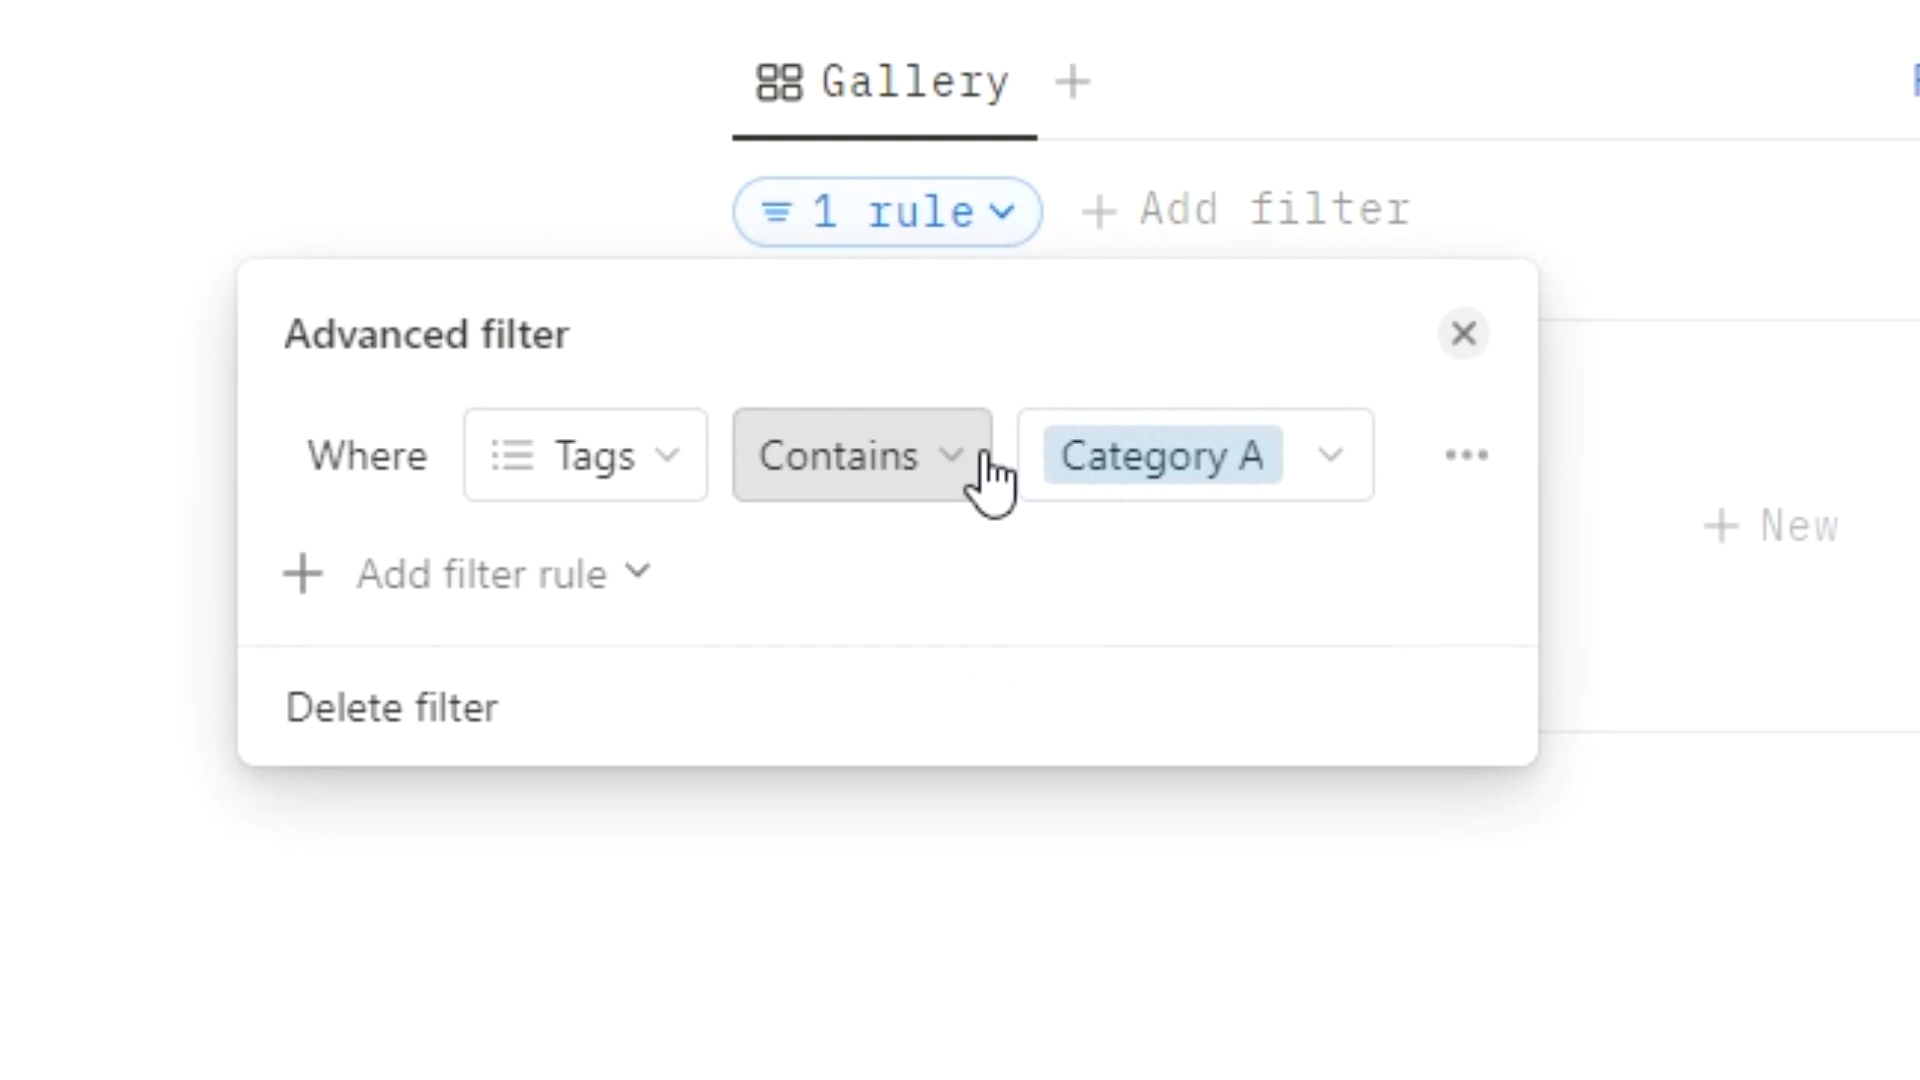 Gallery
1 rule
Add filter
Advanced filter
Where Tags Contains Category A
Add filter rule
New
Delete filter